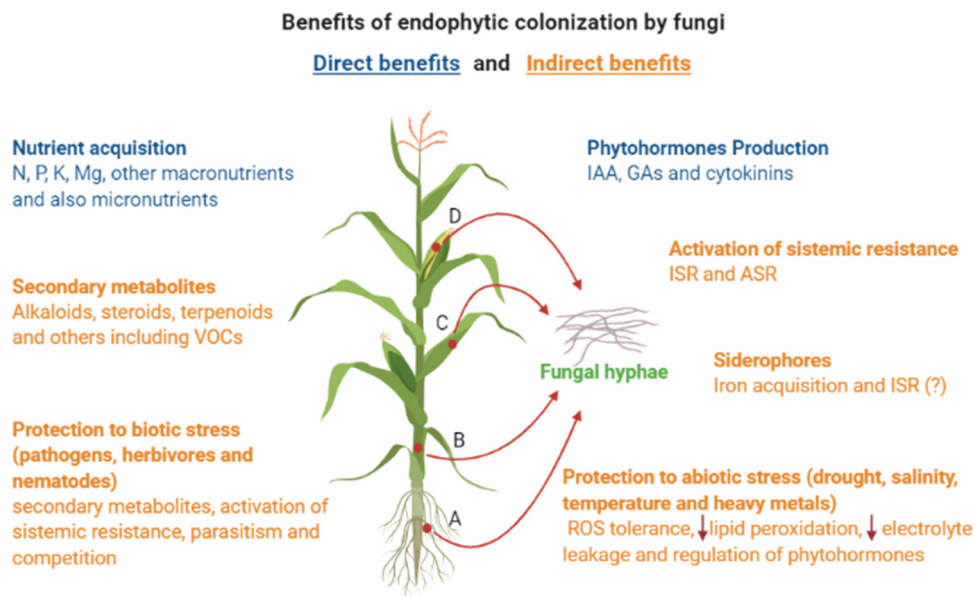 Benefits of endophytic colonization by fungi
Direct benefits and Indirect benefits
Nutrient acquisition
N, P, K, Mg, other macronutrients
and also micronutrients
Secondary metabolites
Alkaloids, steroids, terpenoids
and others including VOCs
Protection to biotic stress
(pathogens, herbivores and
nematodes)
secondary metabolites, activation of
sistemic resistance, parasitism and
competition
D
C
B
A
Fungal hyphae
Phytohormones Production
IAA, GAs and cytokinins
Activation of sistemic resistance
ISR and ASR
Siderophores
Iron acquisition and ISR (?)
Protection to abiotic stress (drought, salinity,
temperature and heavy metals)
ROS tolerance, ↓lipid peroxidation, ↓ electrolyte
leakage and regulation of phytohormones